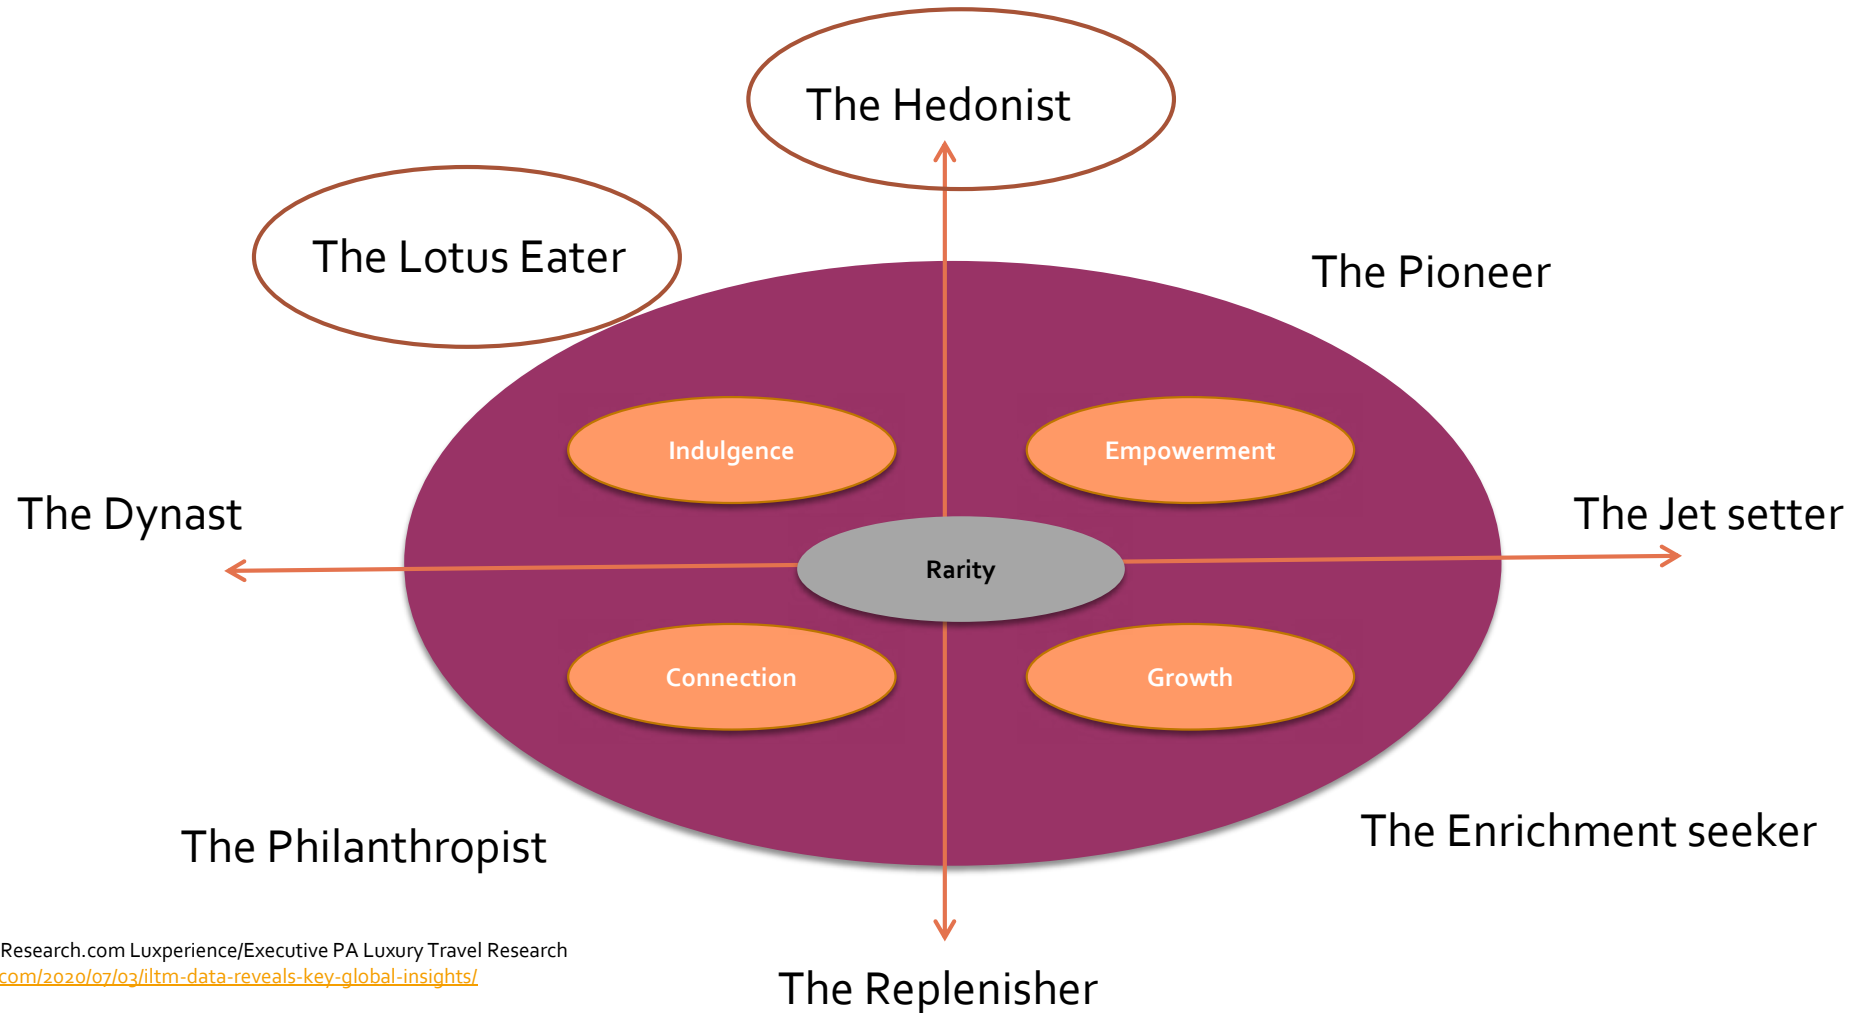 The Hedonist
The Lotus Eater
The Pioneer
Indulgence
Empowerment
The Dynast
The Jet setter
Rarity
Connection
Growth
The Philanthropist
The Enrichment seeker
Research.com Luxperience/Executive PA Luxury Travel Research
com/2020/07/03/iltm-data-reveals-key-global-insights/
The Replenisher